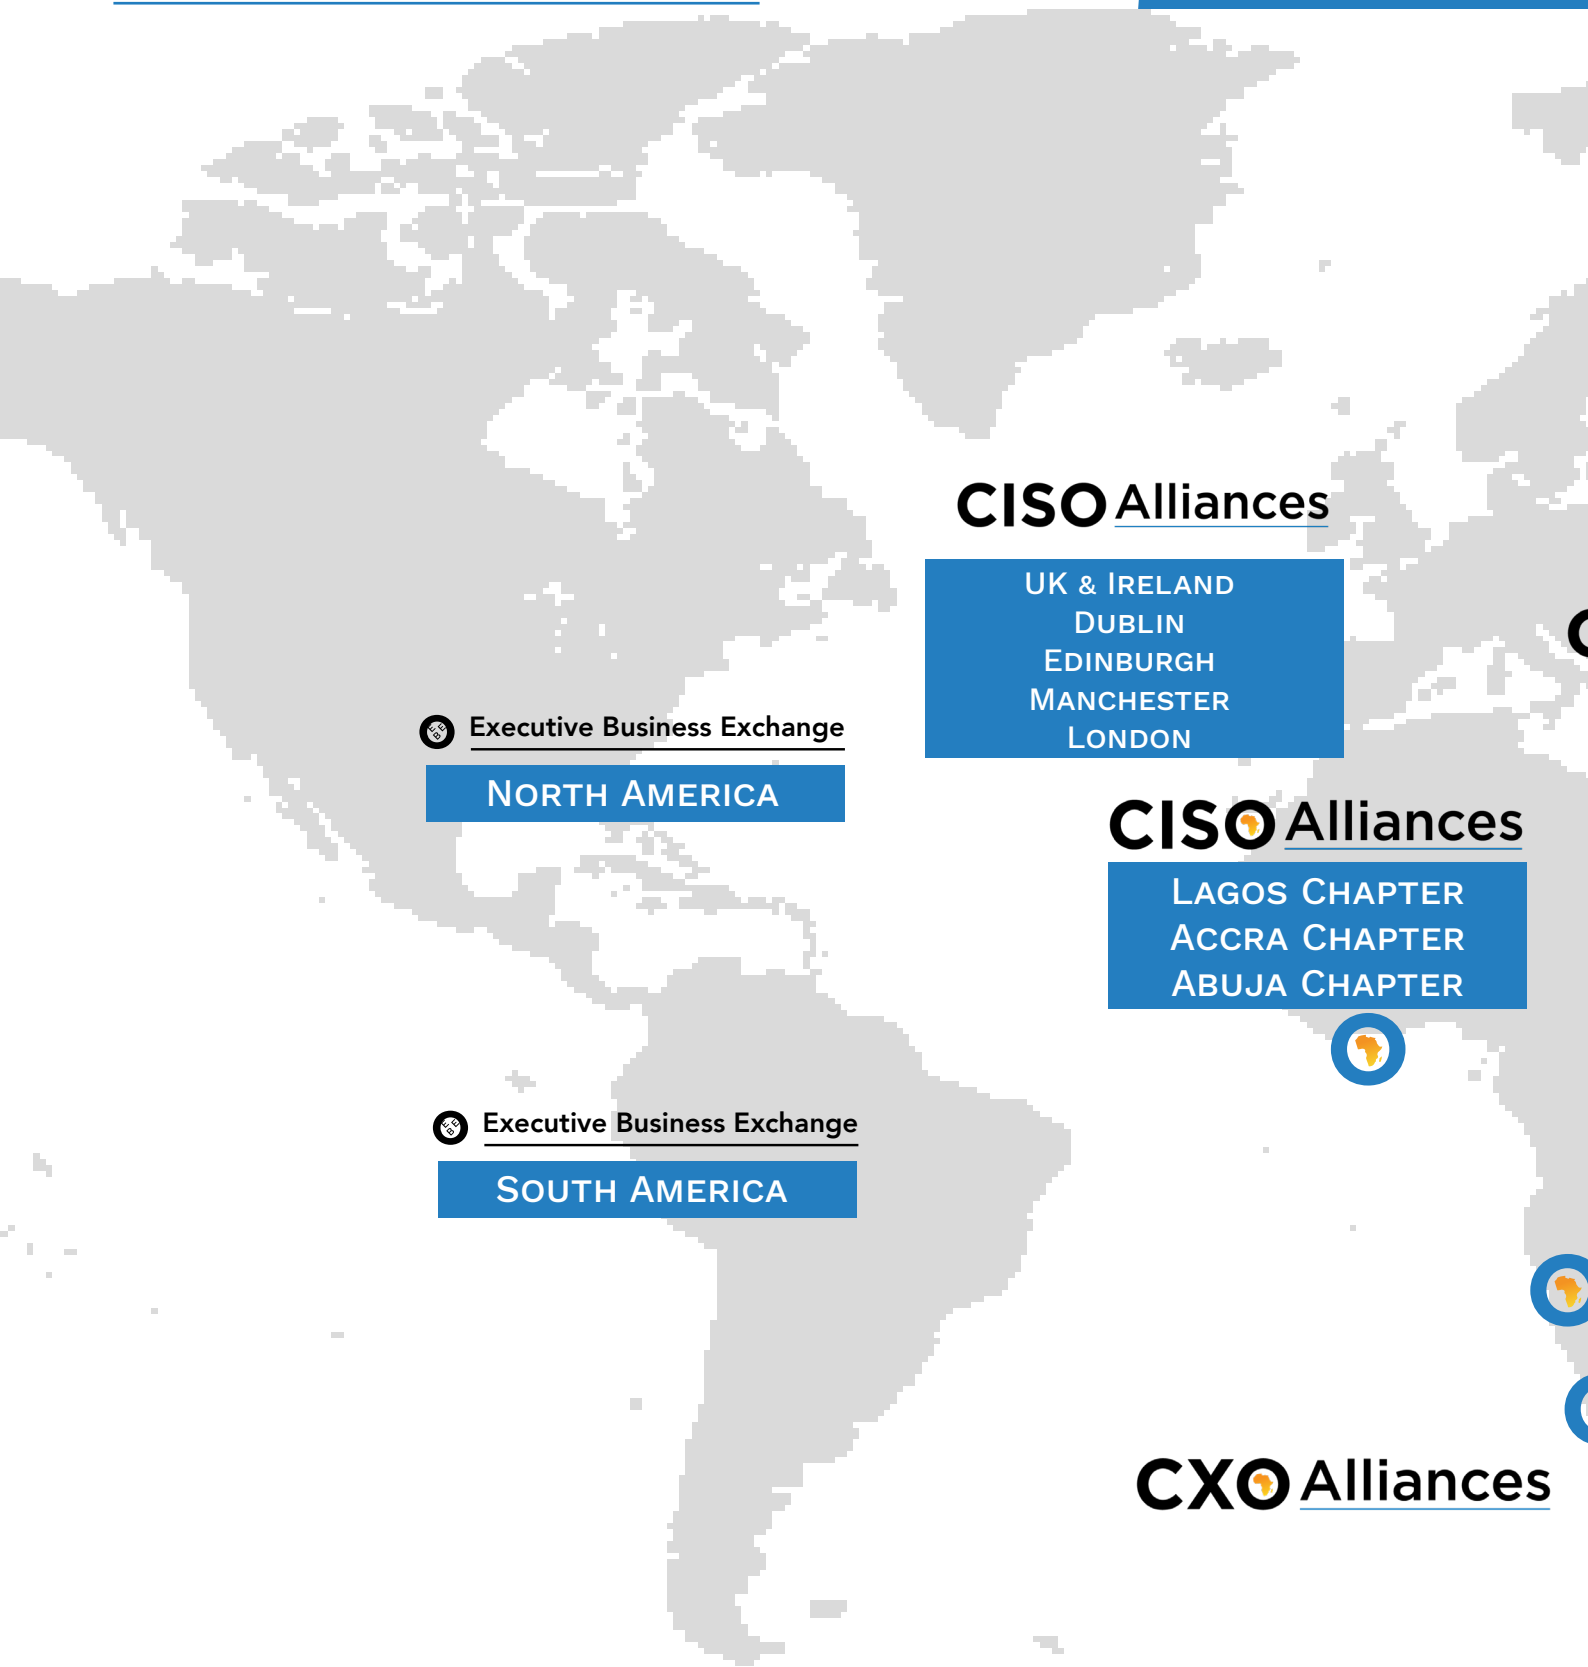 CISO Alliances
UK & Ireland
Dublin
Edinburgh
Manchester
London
Executive Business Exchange
North America
CISO Alliances
Lagos Chapter
Accra Chapter
Abuja Chapter
Executive Business Exchange
South America
CXO Alliances